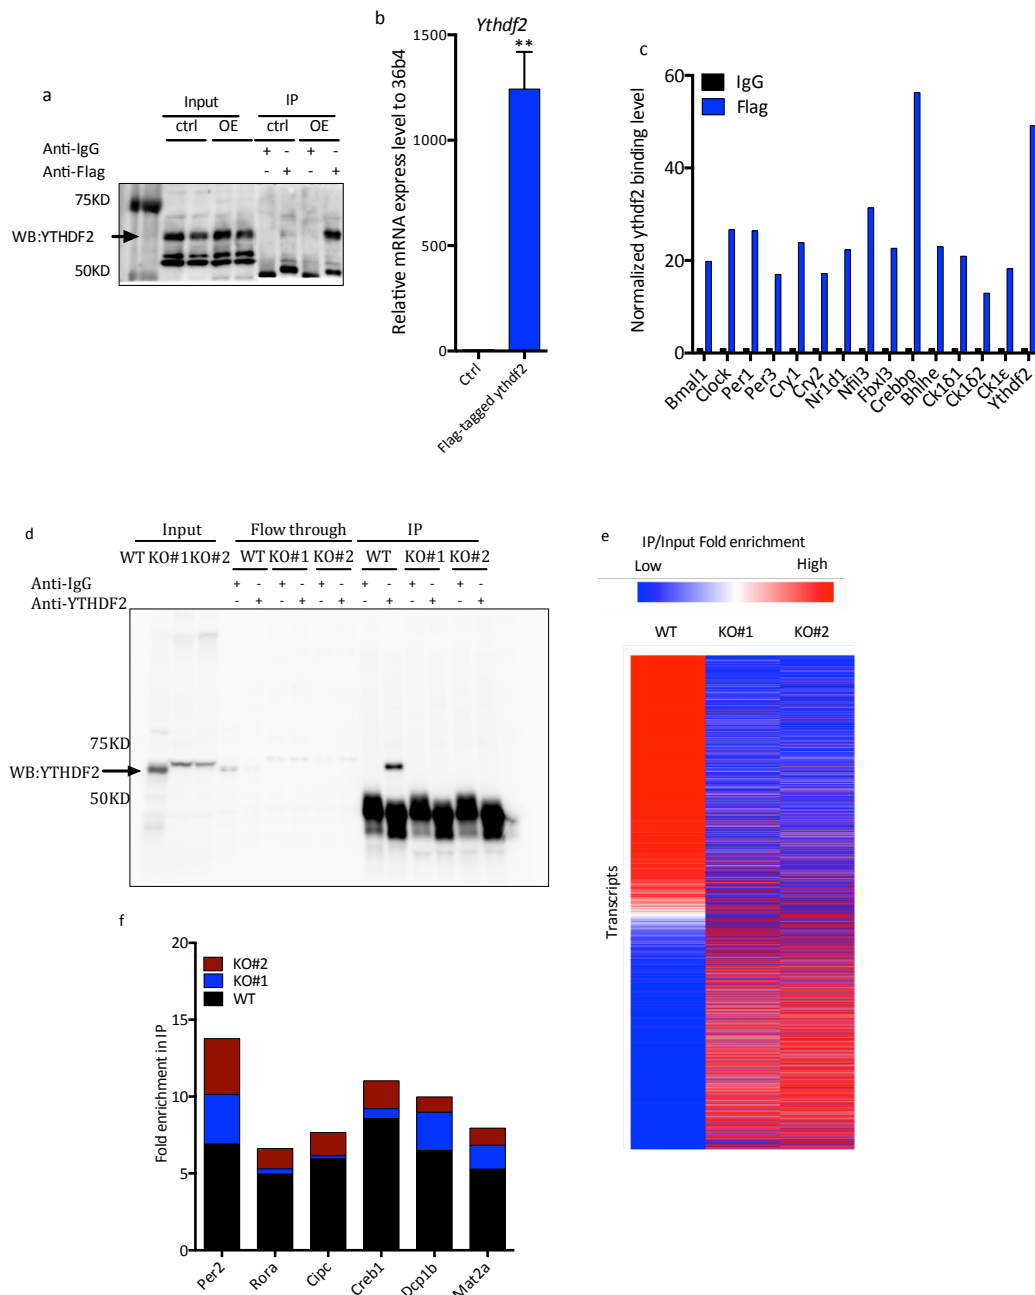 a
Input
IP
ctrl
OE
ctrl
OE
Anti-IgG
+
-
+
-
Anti-Flag
-
+
-
+
75KD
WB:YTHDF2
50KD
b
Ythdf2
**
1500
1000
500
0
Relative mRNA express level to 36b4
Ctrl
Flag-tagged ythdf2
c
IgG
Flag
60
40
20
0
Normalized ythdf2 binding level
Bmal1
Clock
Per1
Per3
Cry1
Cry2
Nr1d1
Nfil3
Fbxl3
Crebbp
Bhlhe
Ck1δ1
Ck1δ2
Ck1ε
Ythdf2
d
Input
Flow through
IP
WT KO#1 KO#2
WT KO#1 KO#2
WT KO#1 KO#2
Anti-IgG
+ - + - + - + - + - + -
Anti-YTHDF2
- + - + - + - + - + - +
75KD
WB:YTHDF2
50KD
e
IP/Input Fold enrichment
Low
High
WT
KO#1
KO#2
Transcripts
f
KO#2
KO#1
WT
20
15
10
5
0
Fold enrichment in IP
Per2
Rora
Cipc
Creb1
Dcp1b
Mat2a